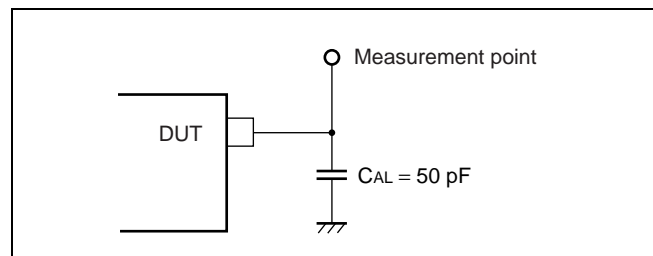 Measurement point
DUT
CAL = 50 pF